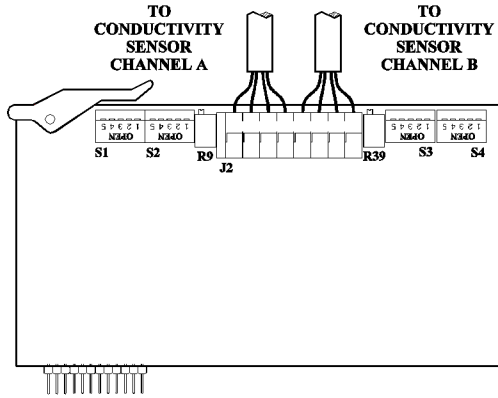 TO
CONDUCTIVITY
SENSOR
CHANNEL A
TO
CONDUCTIVITY
SENSOR
CHANNEL B
1 2 3 4 5
OPEN
1 2 3 4 5
OPEN
1 2 3 4 5
OPEN
1 2 3 4 5
OPEN
S1
S2
R9
J2
R39
S3
S4